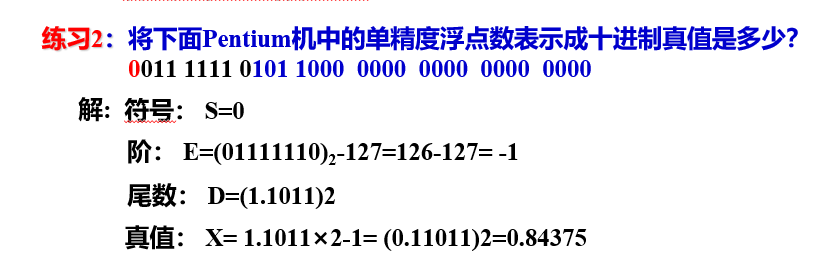 练习2：将下面Pentium机中的单精度浮点数表示成十进制真值是多少？
0011 1111 0101 1000 0000 0000 0000 0000
解：符号： S=0
阶： E=(01111110)₂-127=126-127= -1
尾数： D=(1.1011)2
真值： X= 1.1011×2-1= (0.11011)2=0.84375